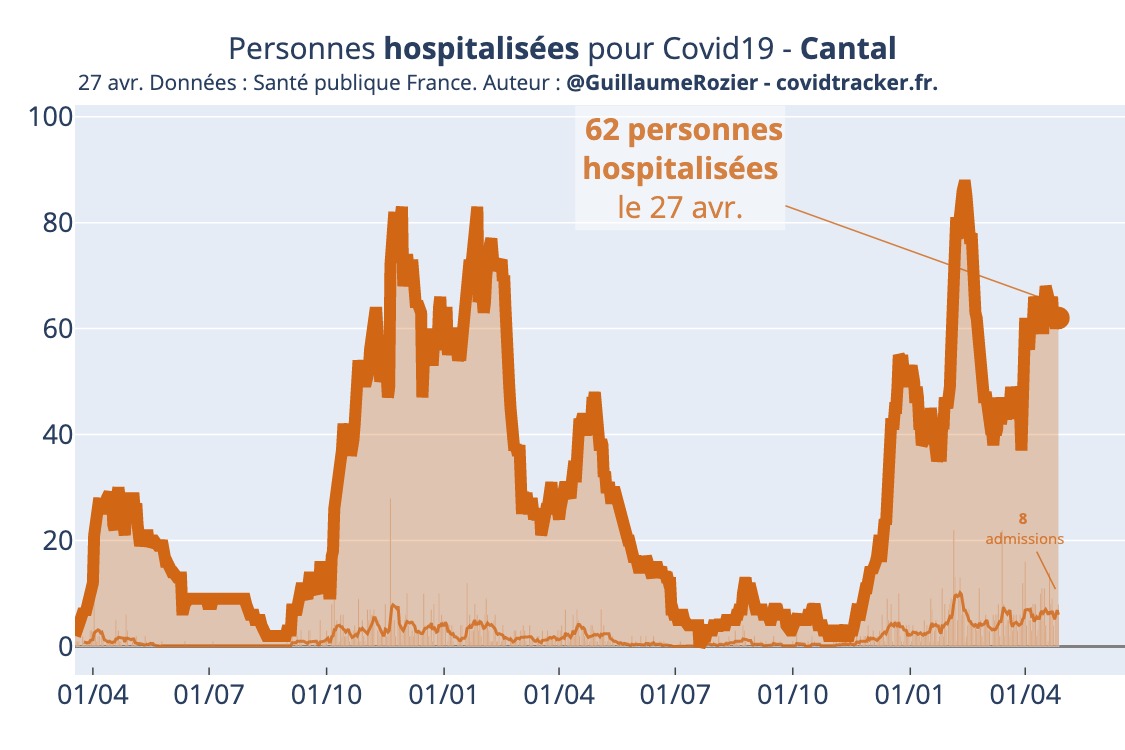 Personnes hospitalisées pour Covid19 - Cantal
27 avr. Données : Santé publique France. Auteur : @GuillaumeRozier - covidtracker.fr.
100
62 personnes
hospitalisées
le 27 avr.
80
60
40
20
8
admissions
0
01/04 01/07 01/10 01/01 01/04 01/07 01/10 01/01 01/04